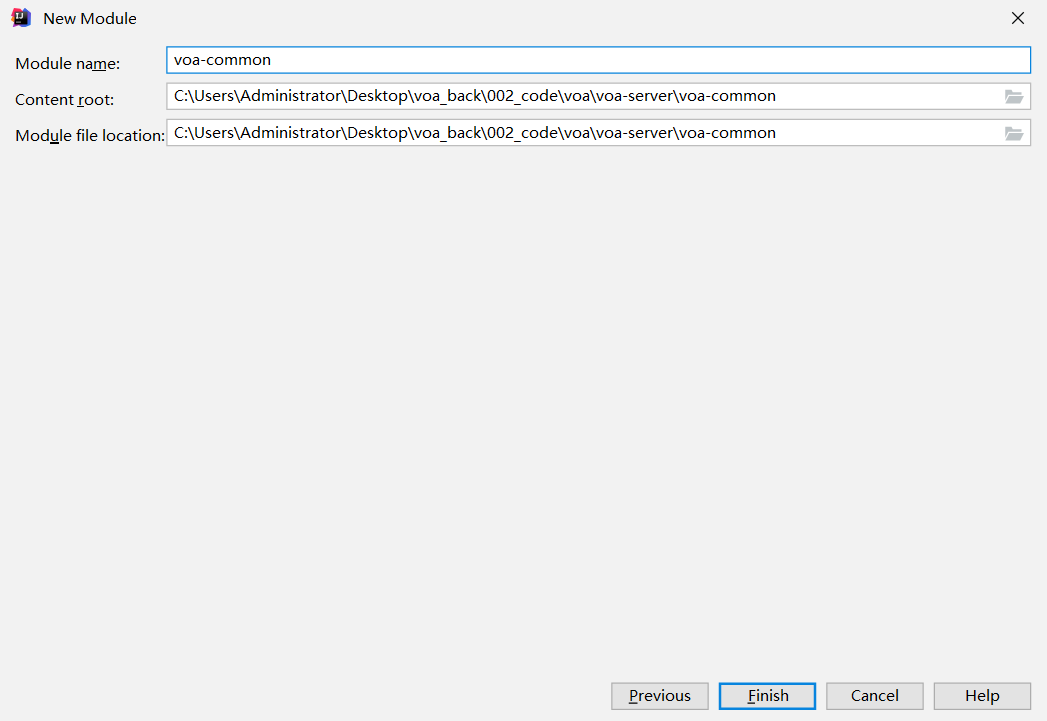 New Module
Module name: voa-common
Content root: C:\Users\Administrator\Desktop\voa_back\002_code\voa\voa-server\voa-common
Module file location: C:\Users\Administrator\Desktop\voa_back\002_code\voa\voa-server\voa-common
Previous Finish Cancel Help